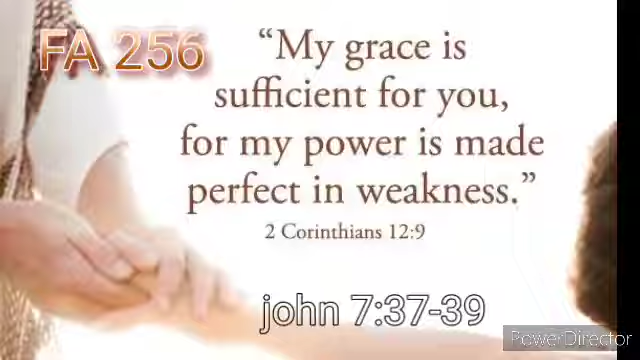 FA 256
“My grace is
sufficient for you,
for my power is made
perfect in weakness.”
2 Corinthians 12:9
john 7:37-39
PowerDirector